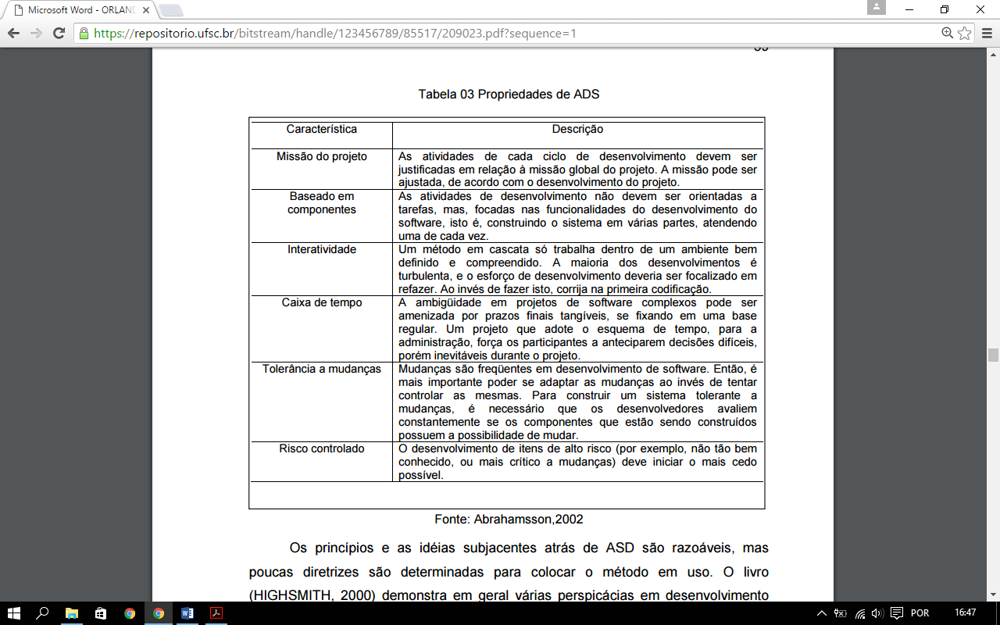 Microsoft Word - ORLAND
https://repositorio.ufsc.br/bitstream/handle/123456789/85517/209023.pdf?sequence=1
Tabela 03 Propriedades de ADS
Característica
Descrição
Missão do projeto
As atividades de cada ciclo de desenvolvimento devem ser
justificadas em relação à missão global do projeto. A missão pode ser
ajustada, de acordo com o desenvolvimento do projeto.
Baseado em
componentes
As atividades de desenvolvimento não devem ser orientadas a
tarefas, mas, focadas nas funcionalidades do desenvolvimento do
software, isto é, construindo o sistema em várias partes, atendendo
uma de cada vez.
Interatividade
Um método em cascata só trabalha dentro de um ambiente bem
definido e compreendido. A maioria dos desenvolvimentos é
turbulenta, e o esforço de desenvolvimento deveria ser focalizado em
refazer. Ao invés de fazer isto, corrija na primeira codificação.
Caixa de tempo
A ambigüidade em projetos de software complexos pode ser
amenizada por prazos finais tangíveis, se fixando em uma base
regular. Um projeto que adote o esquema de tempo, para a
administração, força os participantes a anteciparem decisões difíceis,
porém inevitáveis durante o projeto.
Tolerância a mudanças
Mudanças são freqüentes em desenvolvimento de software. Então, é
mais importante poder se adaptar as mudanças ao invés de tentar
controlar as mesmas. Para construir um sistema tolerante a
mudanças, é necessário que os desenvolvedores avaliem
constantemente se os componentes que estão sendo construídos
possuem a possibilidade de mudar.
Risco controlado
O desenvolvimento de itens de alto risco (por exemplo, não tão bem
conhecido, ou mais crítico a mudanças) deve iniciar o mais cedo
possível.
Fonte: Abrahamsson,2002
Os princípios e as idéias subjacentes atrás de ASD são razoáveis, mas
poucas diretrizes são determinadas para colocar o método em uso. O livro
(HIGHSMITH, 2000) demonstra em geral várias perspicácias em desenvolvimento
POR
16:47